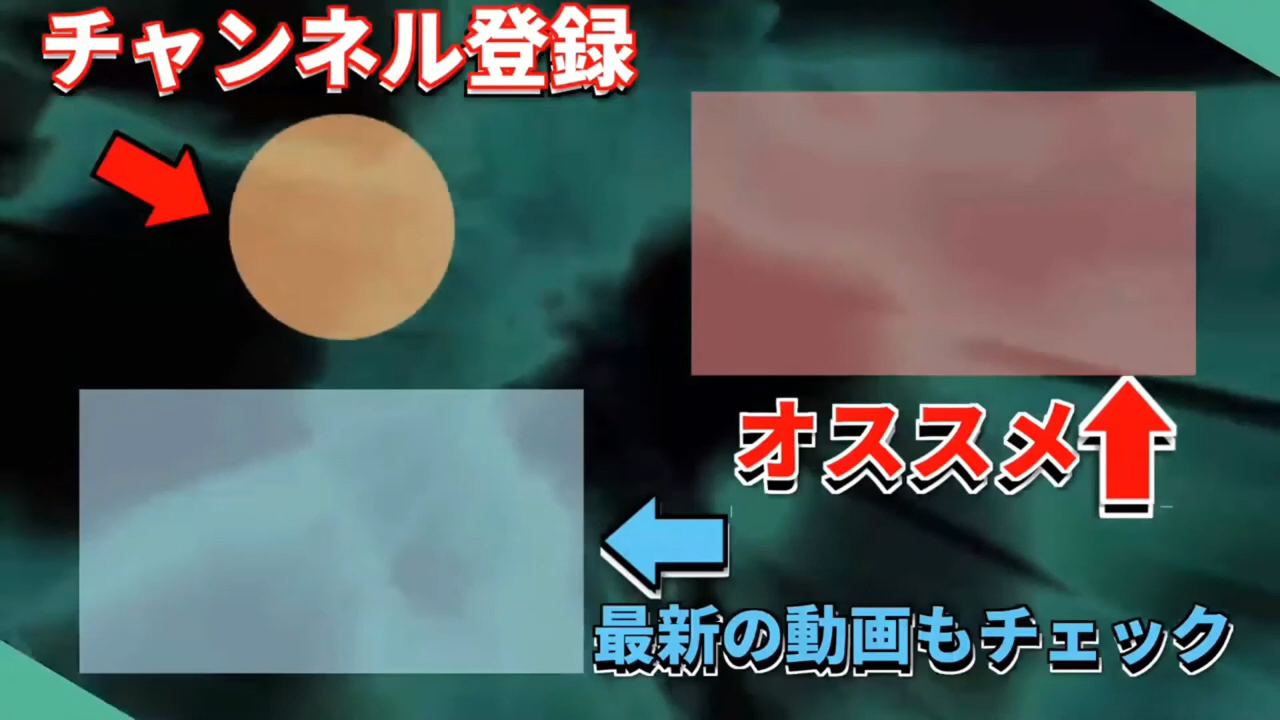 チャンネル登録
オススメ
最新の動画もチェック